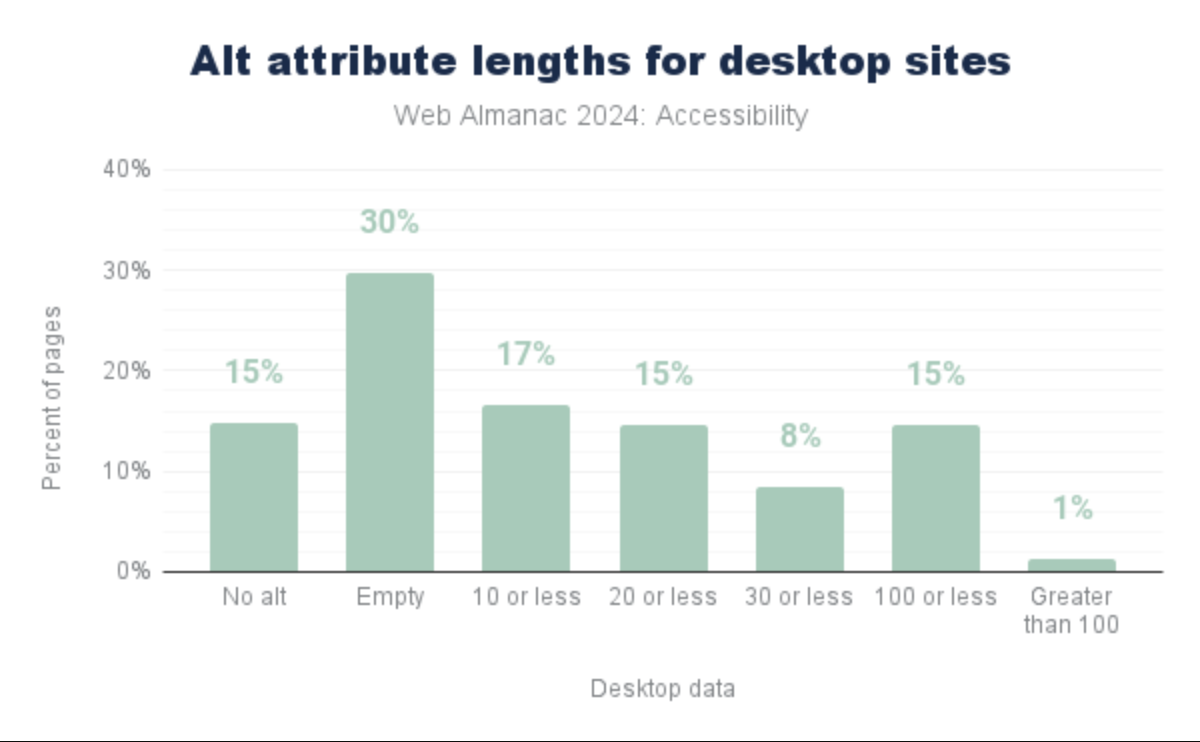 Alt attribute lengths for desktop sites
Web Almanac 2024: Accessibility
Percent of pages
40%
30%
20%
10%
0%
15%
30%
17%
15%
8%
15%
1%
No alt
Empty
10 or less
20 or less
30 or less
100 or less
Greater
than 100
Desktop data